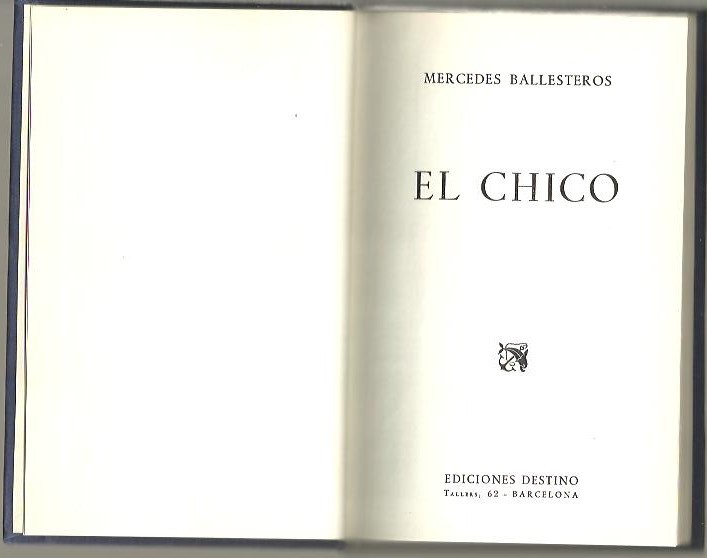 MERCEDES BALLESTEROS
EL CHICO
EDICIONES DESTINO
TALLERS, 62 - BARCELONA